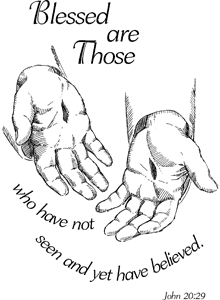 Blessed
are
Those
who have not
seen and yet have believed.
John 20:29